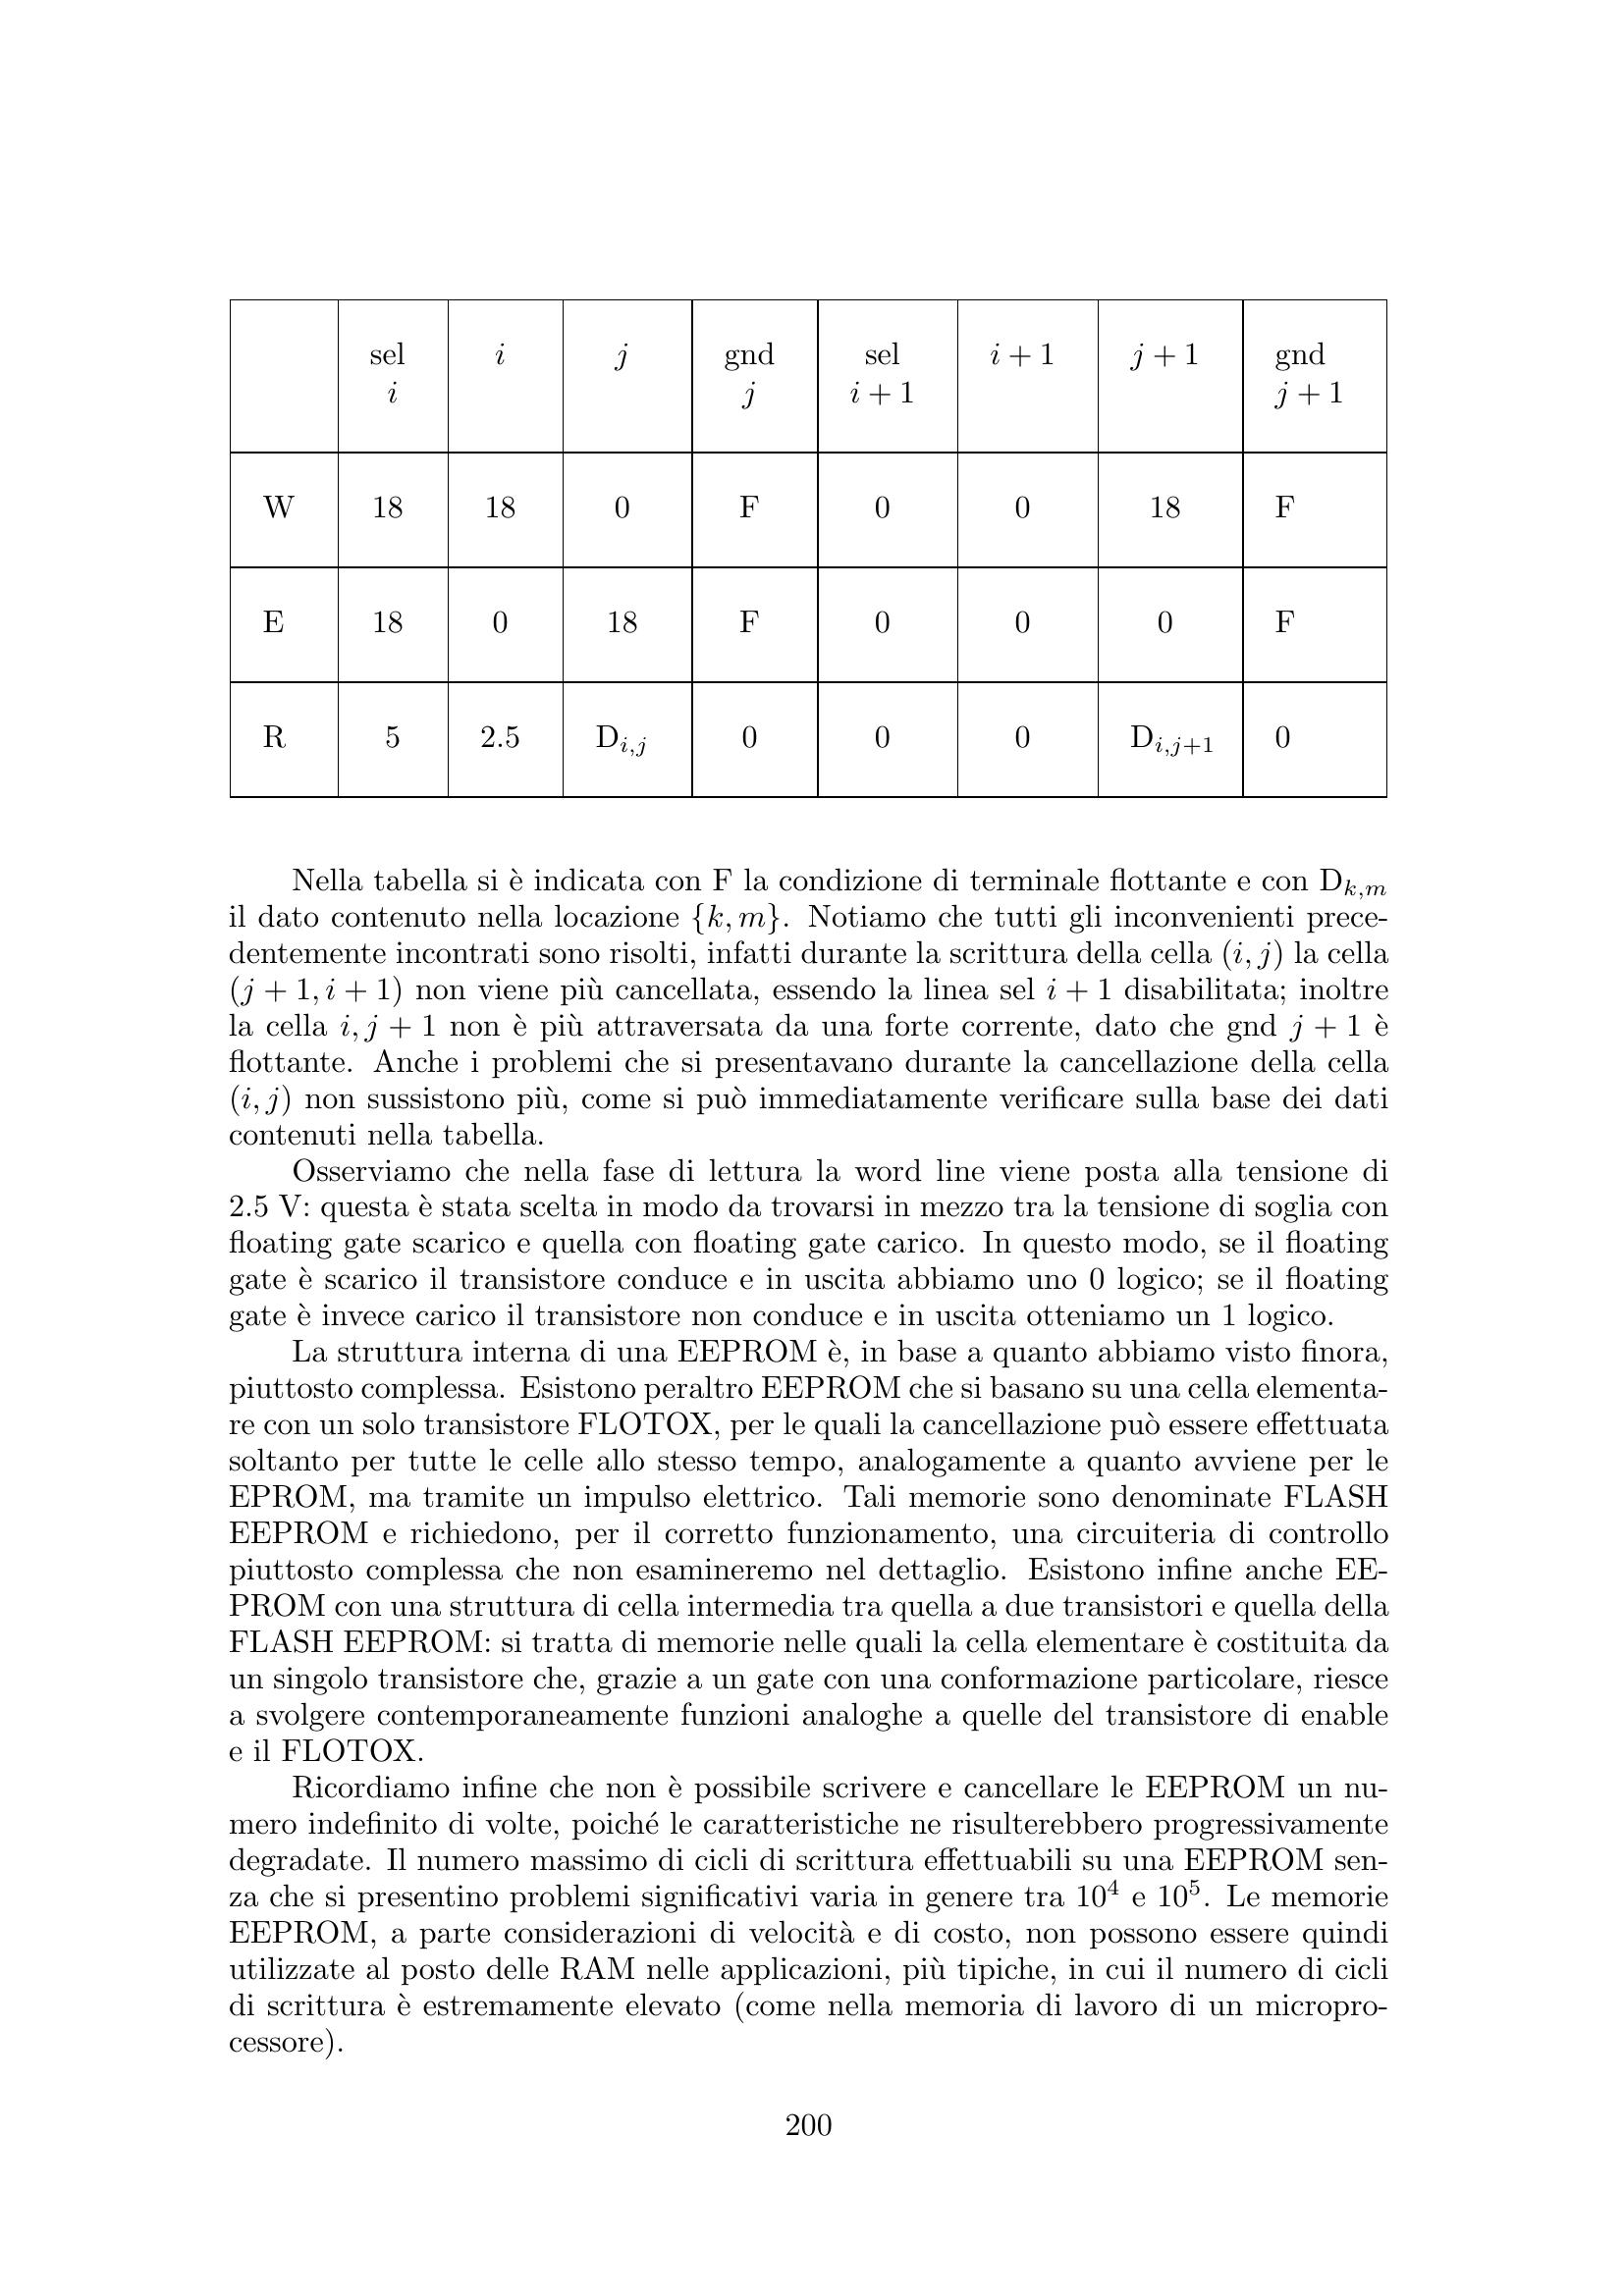 sel i j gnd sel i + 1 j + 1 gnd
i j i + 1 j + 1
W 18 18 0 F 0 0 18 F
E 18 0 18 F 0 0 0 F
R 5 2.5 D_{i,j} 0 0 0 D_{i,j+1} 0
Nella tabella si è indicata con F la condizione di terminale flottante e con D_{k,m}
il dato contenuto nella locazione {k, m}. Notiamo che tutti gli inconvenienti prece-
dentemente incontrati sono risolti, infatti durante la scrittura della cella (i, j) la cella
(j + 1, i + 1) non viene più cancellata, essendo la linea sel i + 1 disabilitata; inoltre
la cella i, j + 1 non è più attraversata da una forte corrente, dato che gnd j + 1 è
flottante. Anche i problemi che si presentavano durante la cancellazione della cella
(i, j) non sussistono più, come si può immediatamente verificare sulla base dei dati
contenuti nella tabella.
Osserviamo che nella fase di lettura la word line viene posta alla tensione di
2.5 V: questa è stata scelta in modo da trovarsi in mezzo tra la tensione di soglia con
floating gate scarico e quella con floating gate carico. In questo modo, se il floating
gate è scarico il transistore conduce e in uscita abbiamo uno 0 logico; se il floating
gate è invece carico il transistore non conduce e in uscita otteniamo un 1 logico.
La struttura interna di una EEPROM è, in base a quanto abbiamo visto finora,
piuttosto complessa. Esistono peraltro EEPROM che si basano su una cella elementa-
re con un solo transistore FLOTOX, per le quali la cancellazione può essere effettuata
soltanto per tutte le celle allo stesso tempo, analogamente a quanto avviene per le
EPROM, ma tramite un impulso elettrico. Tali memorie sono denominate FLASH
EEPROM e richiedono, per il corretto funzionamento, una circuiteria di controllo
piuttosto complessa che non esamineremo nel dettaglio. Esistono infine anche EE-
PROM con una struttura di cella intermedia tra quella a due transistori e quella della
FLASH EEPROM: si tratta di memorie nelle quali la cella elementare è costituita da
un singolo transistore che, grazie a un gate con una conformazione particolare, riesce
a svolgere contemporaneamente funzioni analoghe a quelle del transistore di enable
e il FLOTOX.
Ricordiamo infine che non è possibile scrivere e cancellare le EEPROM un nu-
mero indefinito di volte, poiché le caratteristiche ne risulterebbero progressivamente
degradate. Il numero massimo di cicli di scrittura effettuabili su una EEPROM sen-
za che si presentino problemi significativi varia in genere tra 10⁴ e 10⁵. Le memorie
EEPROM, a parte considerazioni di velocità e di costo, non possono essere quindi
utilizzate al posto delle RAM nelle applicazioni, più tipiche, in cui il numero di cicli
di scrittura è estremamente elevato (come nella memoria di lavoro di un micropro-
cessore).
200